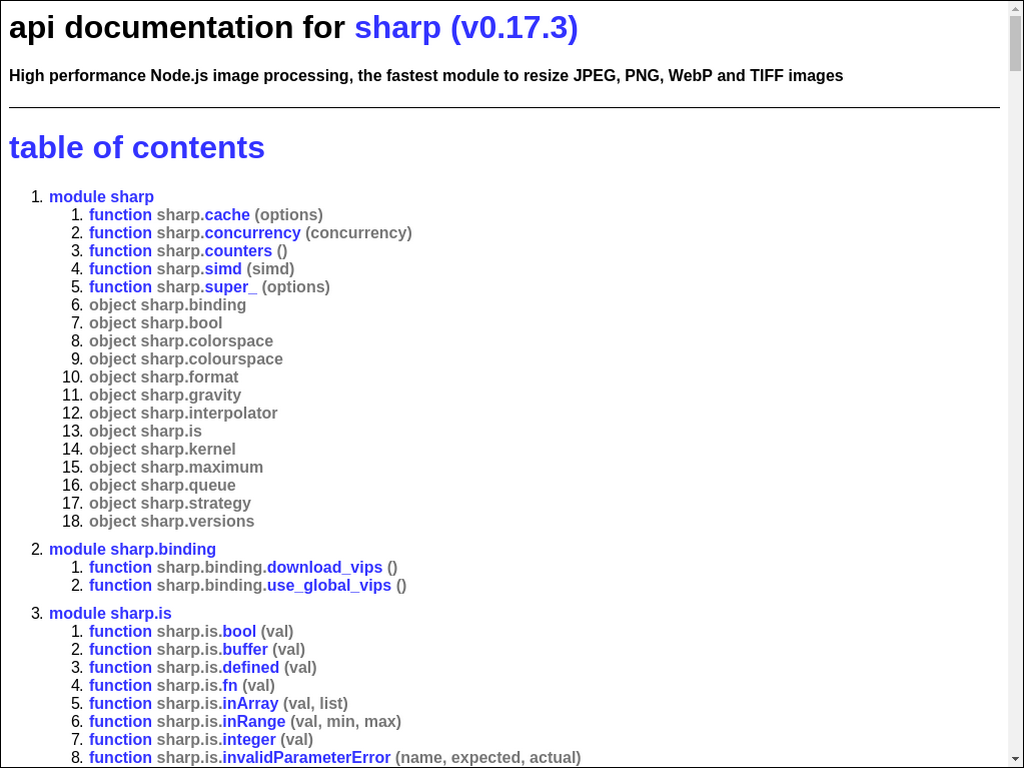 api documentation for sharp (v0.17.3)
High performance Node.js image processing, the fastest module to resize JPEG, PNG, WebP and TIFF images
table of contents
1. module sharp
1. function sharp.cache (options)
2. function sharp.concurrency (concurrency)
3. function sharp.counters ()
4. function sharp.simd (simd)
5. function sharp.super_ (options)
6. object sharp.binding
7. object sharp.bool
8. object sharp.colorspace
9. object sharp.colourspace
10. object sharp.format
11. object sharp.gravity
12. object sharp.interpolator
13. object sharp.is
14. object sharp.kernel
15. object sharp.maximum
16. object sharp.queue
17. object sharp.strategy
18. object sharp.versions
2. module sharp.binding
1. function sharp.binding.download_vips ()
2. function sharp.binding.use_global_vips ()
3. module sharp.is
1. function sharp.is.bool (val)
2. function sharp.is.buffer (val)
3. function sharp.is.defined (val)
4. function sharp.is.fn (val)
5. function sharp.is.inArray (val, list)
6. function sharp.is.inRange (val, min, max)
7. function sharp.is.integer (val)
8. function sharp.is.invalidParameterError (name, expected, actual)